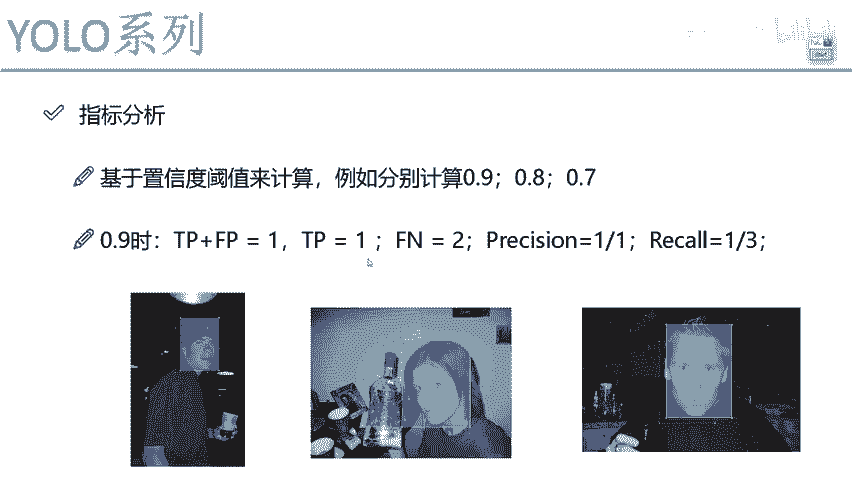 YOLO系列
指标分析
基于置信度阈值来计算，例如分别计算0.9；0.8；0.7
0.9时：TP+FP = 1，TP = 1 ；FN = 2；Precision=1/1；Recall=1/3；